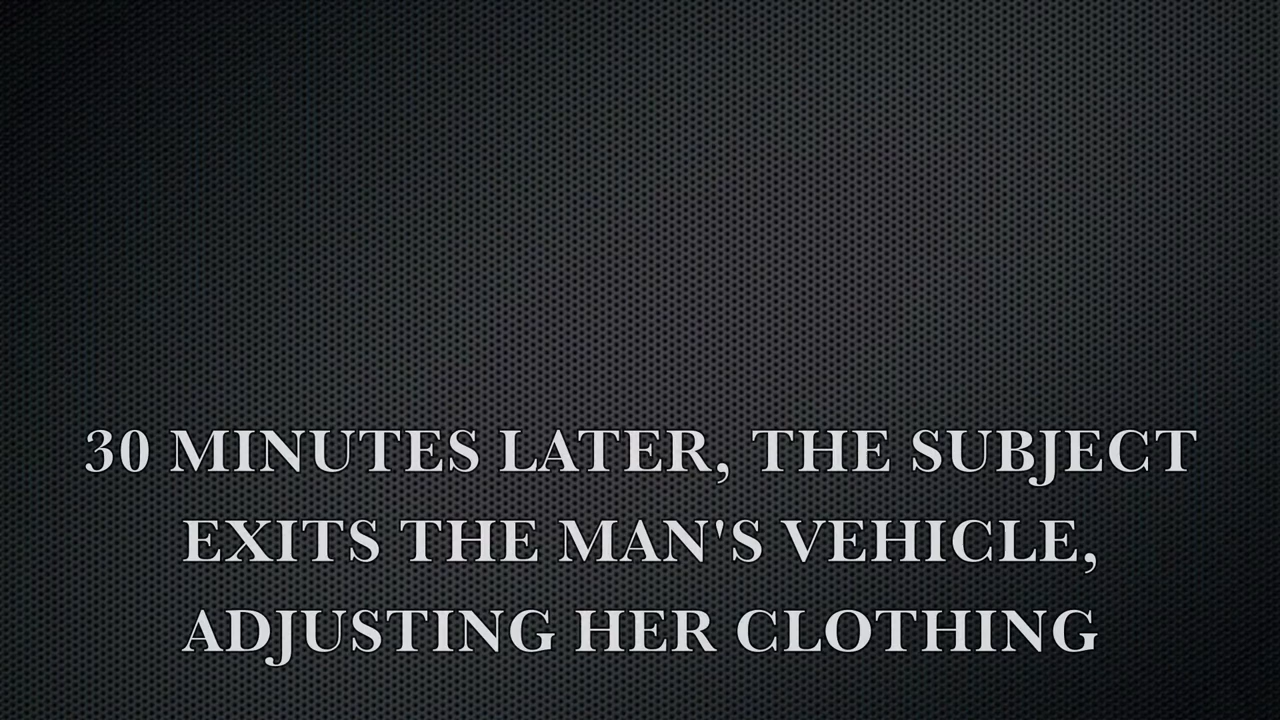 30 MINUTES LATER, THE SUBJECT
EXITS THE MAN'S VEHICLE,
ADJUSTING HER CLOTHING